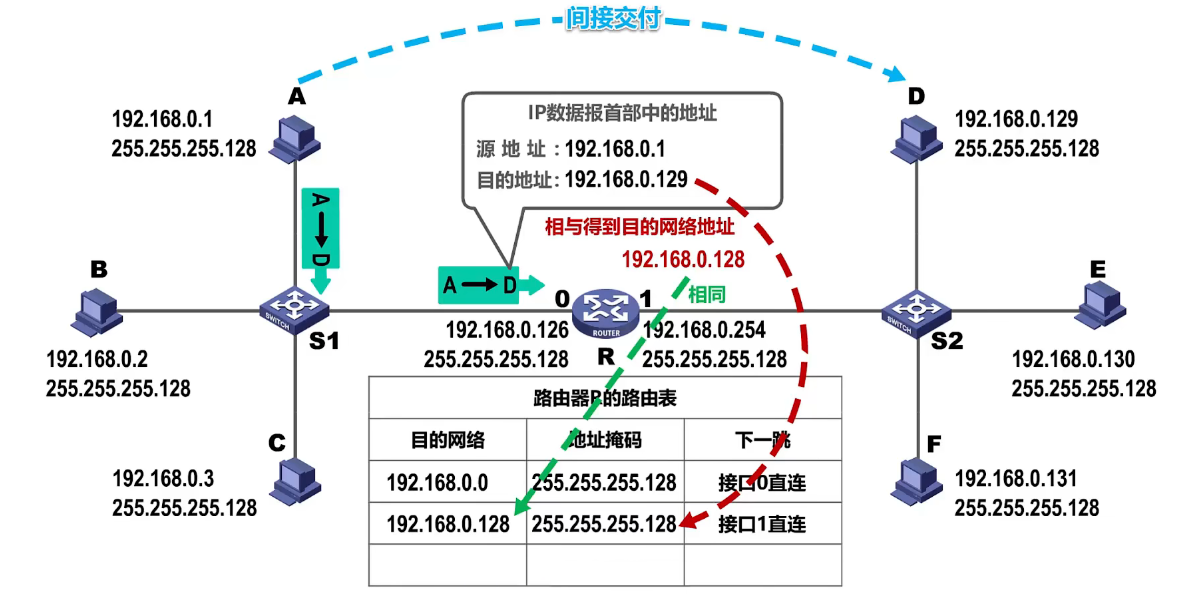 间接交付
A
192.168.0.1
255.255.255.128
D
192.168.0.129
255.255.255.128
IP数据报首部中的地址
源 地 址 : 192.168.0.1
目的地址: 192.168.0.129
A
D
相与得到目的网络地址
192.168.0.128
相同
B
192.168.0.2
255.255.255.128
SWITCH
S1
A
D
0
1
ROUTER
R
192.168.0.126
255.255.255.128
192.168.0.254
255.255.255.128
SWITCH
S2
E
192.168.0.130
255.255.255.128
C
192.168.0.3
255.255.255.128
F
192.168.0.131
255.255.255.128
路由器R的路由表
目的网络 地址掩码 下一跳
192.168.0.0 255.255.255.128 接口0直连
192.168.0.128 255.255.255.128 接口1直连